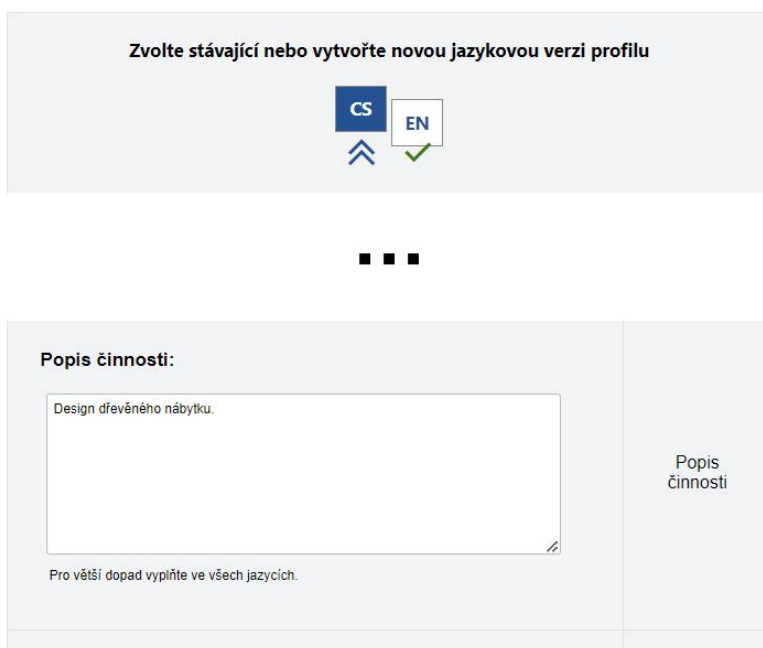 Zvolte stávající nebo vytvořte novou jazykovou verzi profilu
CS
EN
Popis činnosti:
Design dřevěného nábytku.
Popis
činnosti
Pro větší dopad vyplňte ve všech jazycích.